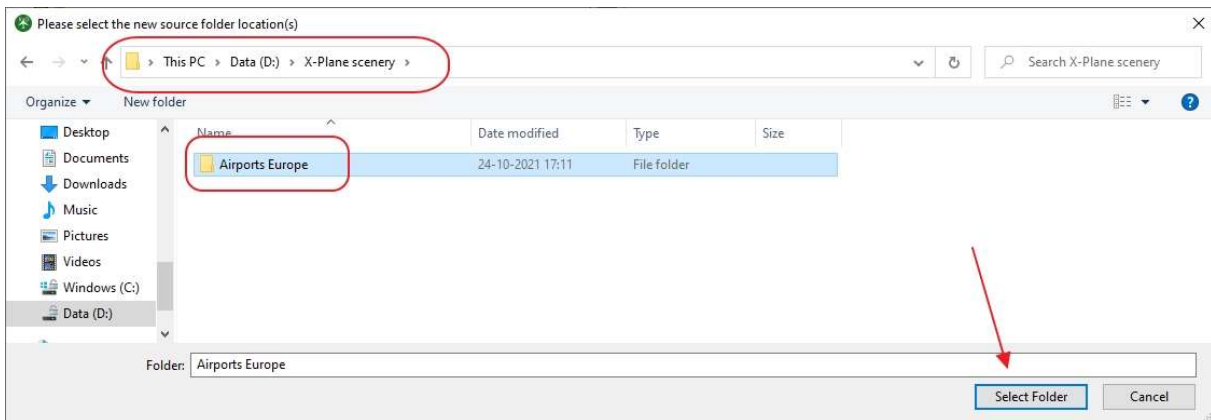 Please select the new source folder location(s)
This PC > Data (D:) > X-Plane scenery >
Search X-Plane scenery
Organize
New folder
Name
Date modified
Type
Size
Desktop
Documents
Downloads
Music
Pictures
Videos
Windows (C:)
Data (D:)
Airports Europe
24-10-2021 17:11
File folder
Folder:
Airports Europe
Select Folder
Cancel